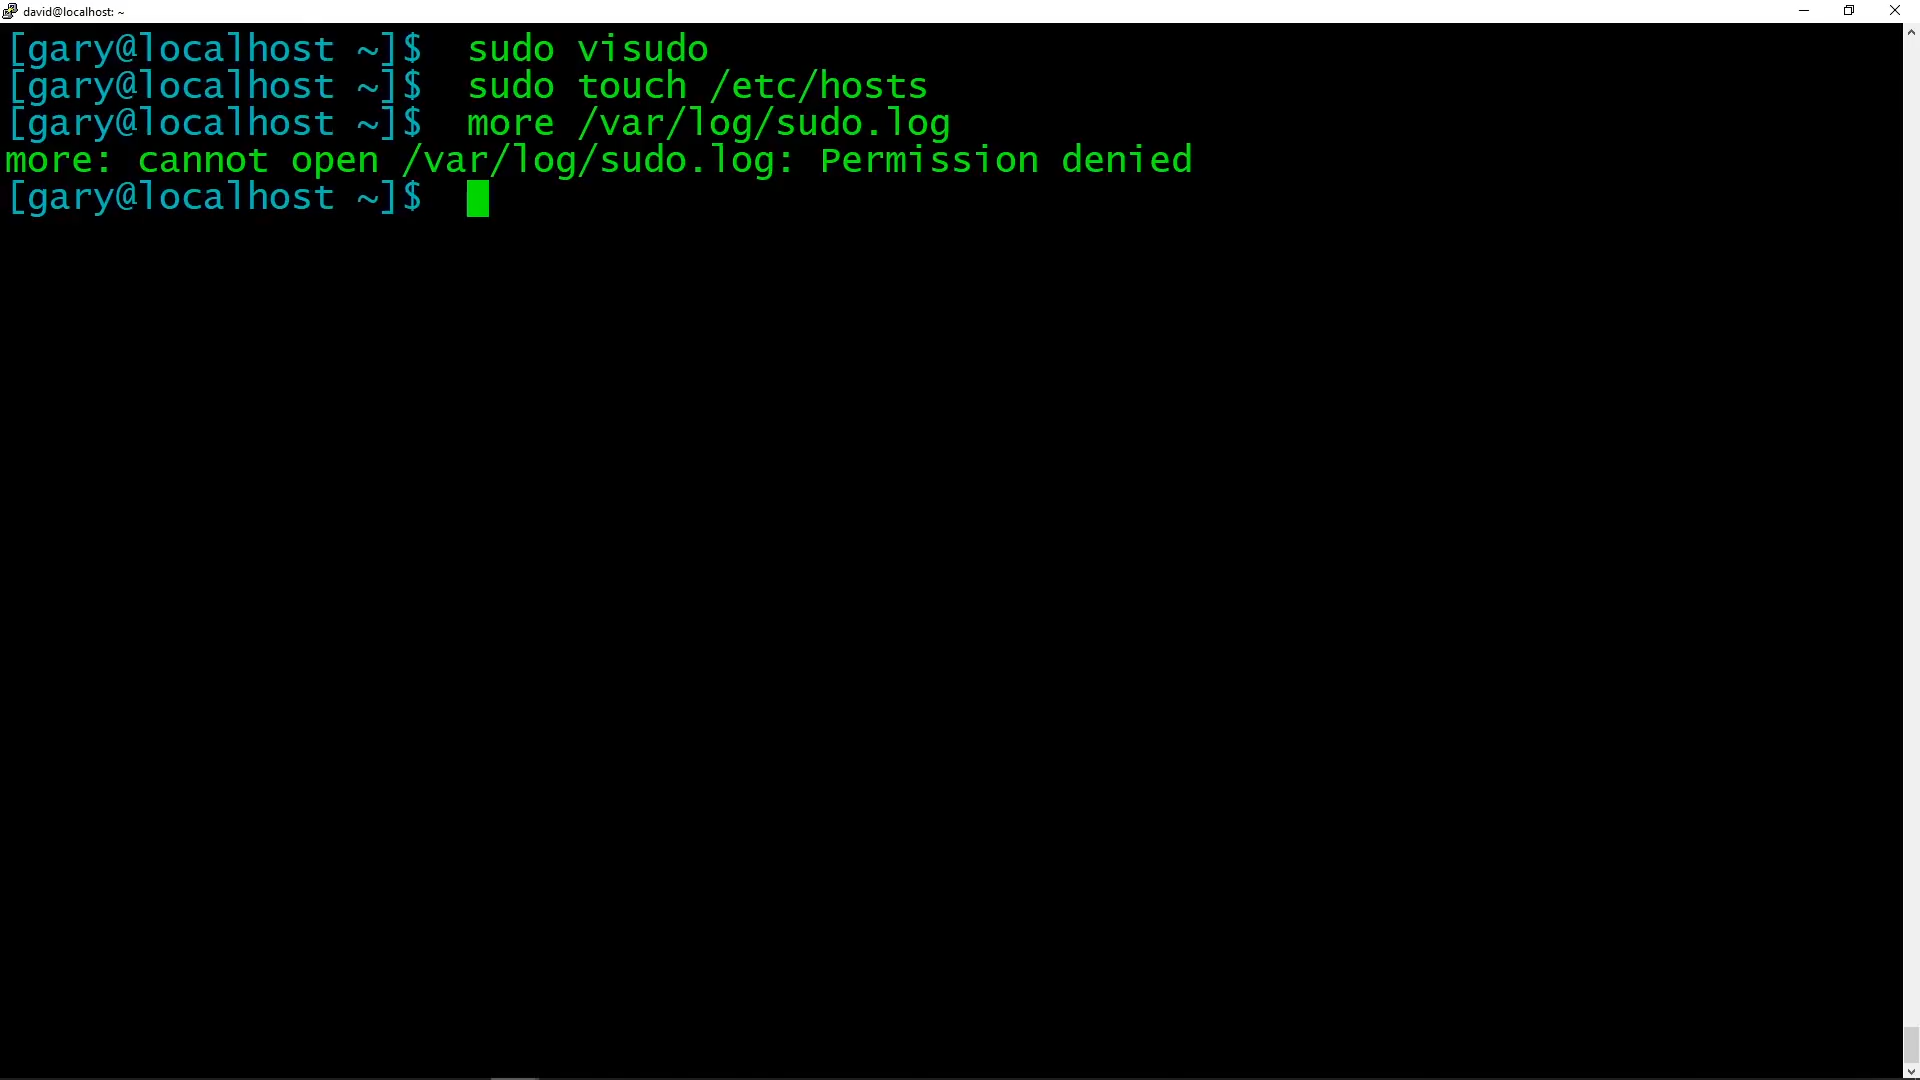 david@localhost: ~
[gary@localhost ~]$  sudo visudo
[gary@localhost ~]$  sudo touch /etc/hosts
[gary@localhost ~]$  more /var/log/sudo.log
more: cannot open /var/log/sudo.log: Permission denied
[gary@localhost ~]$